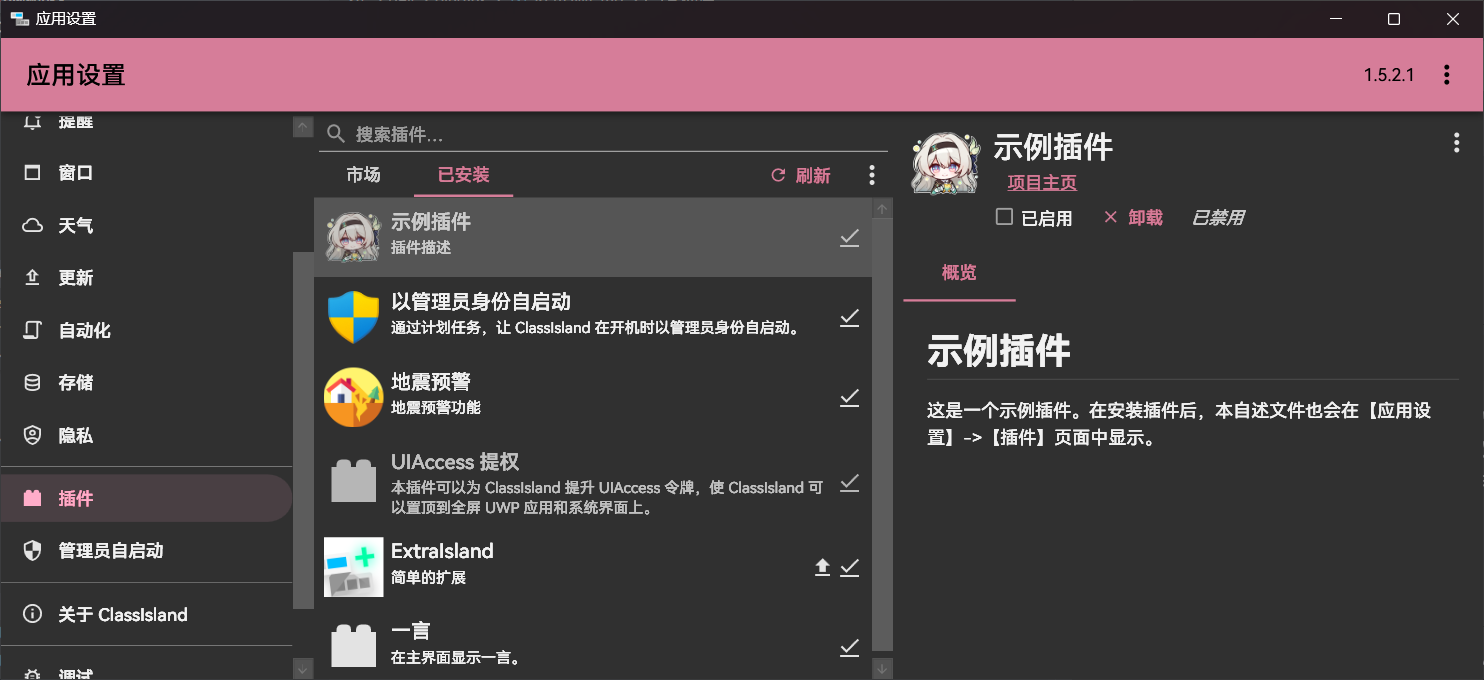 应用设置
应用设置
1.5.2.1
提醒
窗口
天气
更新
自动化
存储
隐私
插件
管理员自启动
关于 ClassIsland
调试
搜索插件...
市场
已安装
刷新
示例插件
插件描述
以管理员身份自启动
通过计划任务，让 ClassIsland 在开机时以管理员身份自启动。
地震预警
地震预警功能
UIAccess 提权
本插件可以为 ClassIsland 提升 UIAccess 令牌，使 ClassIsland 可
以置顶到全屏 UWP 应用和系统界面上。
ExtraIsland
简单的扩展
一言
在主界面显示一言。
示例插件
项目主页
已启用
卸载
已禁用
概览
示例插件
这是一个示例插件。在安装插件后，本自述文件也会在【应用设
置】->【插件】页面中显示。